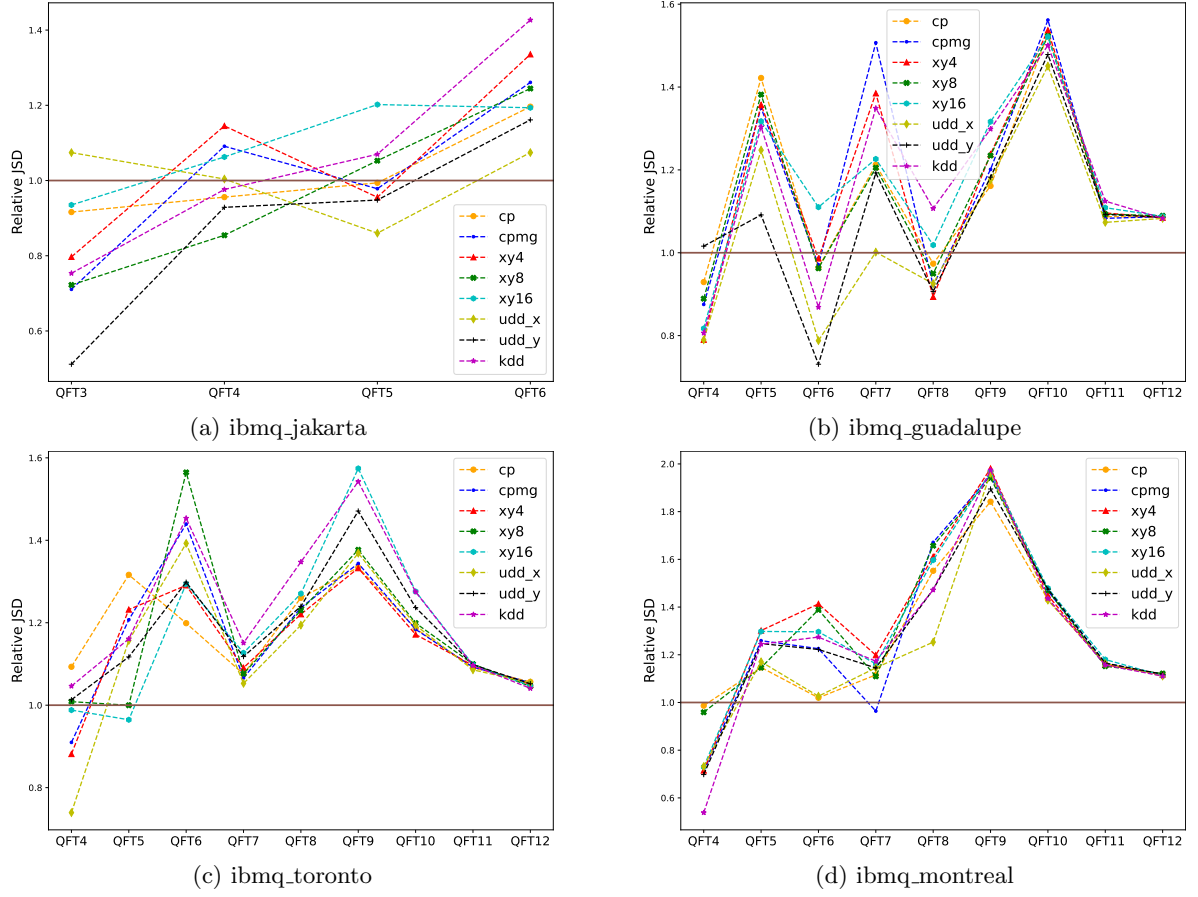 Relative JSD
1.4
1.2
1.0
0.8
0.6
cp
cpmg
xy4
xy8
xy16
udd_x
udd_y
kdd
QFT3 QFT4 QFT5 QFT6
(a) ibmq_jakarta
Relative JSD
1.6
1.4
1.2
1.0
0.8
cp
cpmg
xy4
xy8
xy16
udd_x
udd_y
kdd
QFT4 QFT5 QFT6 QFT7 QFT8 QFT9 QFT10 QFT11 QFT12
(b) ibmq_guadalupe
Relative JSD
1.6
1.4
1.2
1.0
0.8
cp
cpmg
xy4
xy8
xy16
udd_x
udd_y
kdd
QFT4 QFT5 QFT6 QFT7 QFT8 QFT9 QFT10 QFT11 QFT12
(c) ibmq_toronto
Relative JSD
2.0
1.8
1.6
1.4
1.2
1.0
0.8
0.6
cp
cpmg
xy4
xy8
xy16
udd_x
udd_y
kdd
QFT4 QFT5 QFT6 QFT7 QFT8 QFT9 QFT10 QFT11 QFT12
(d) ibmq_montreal